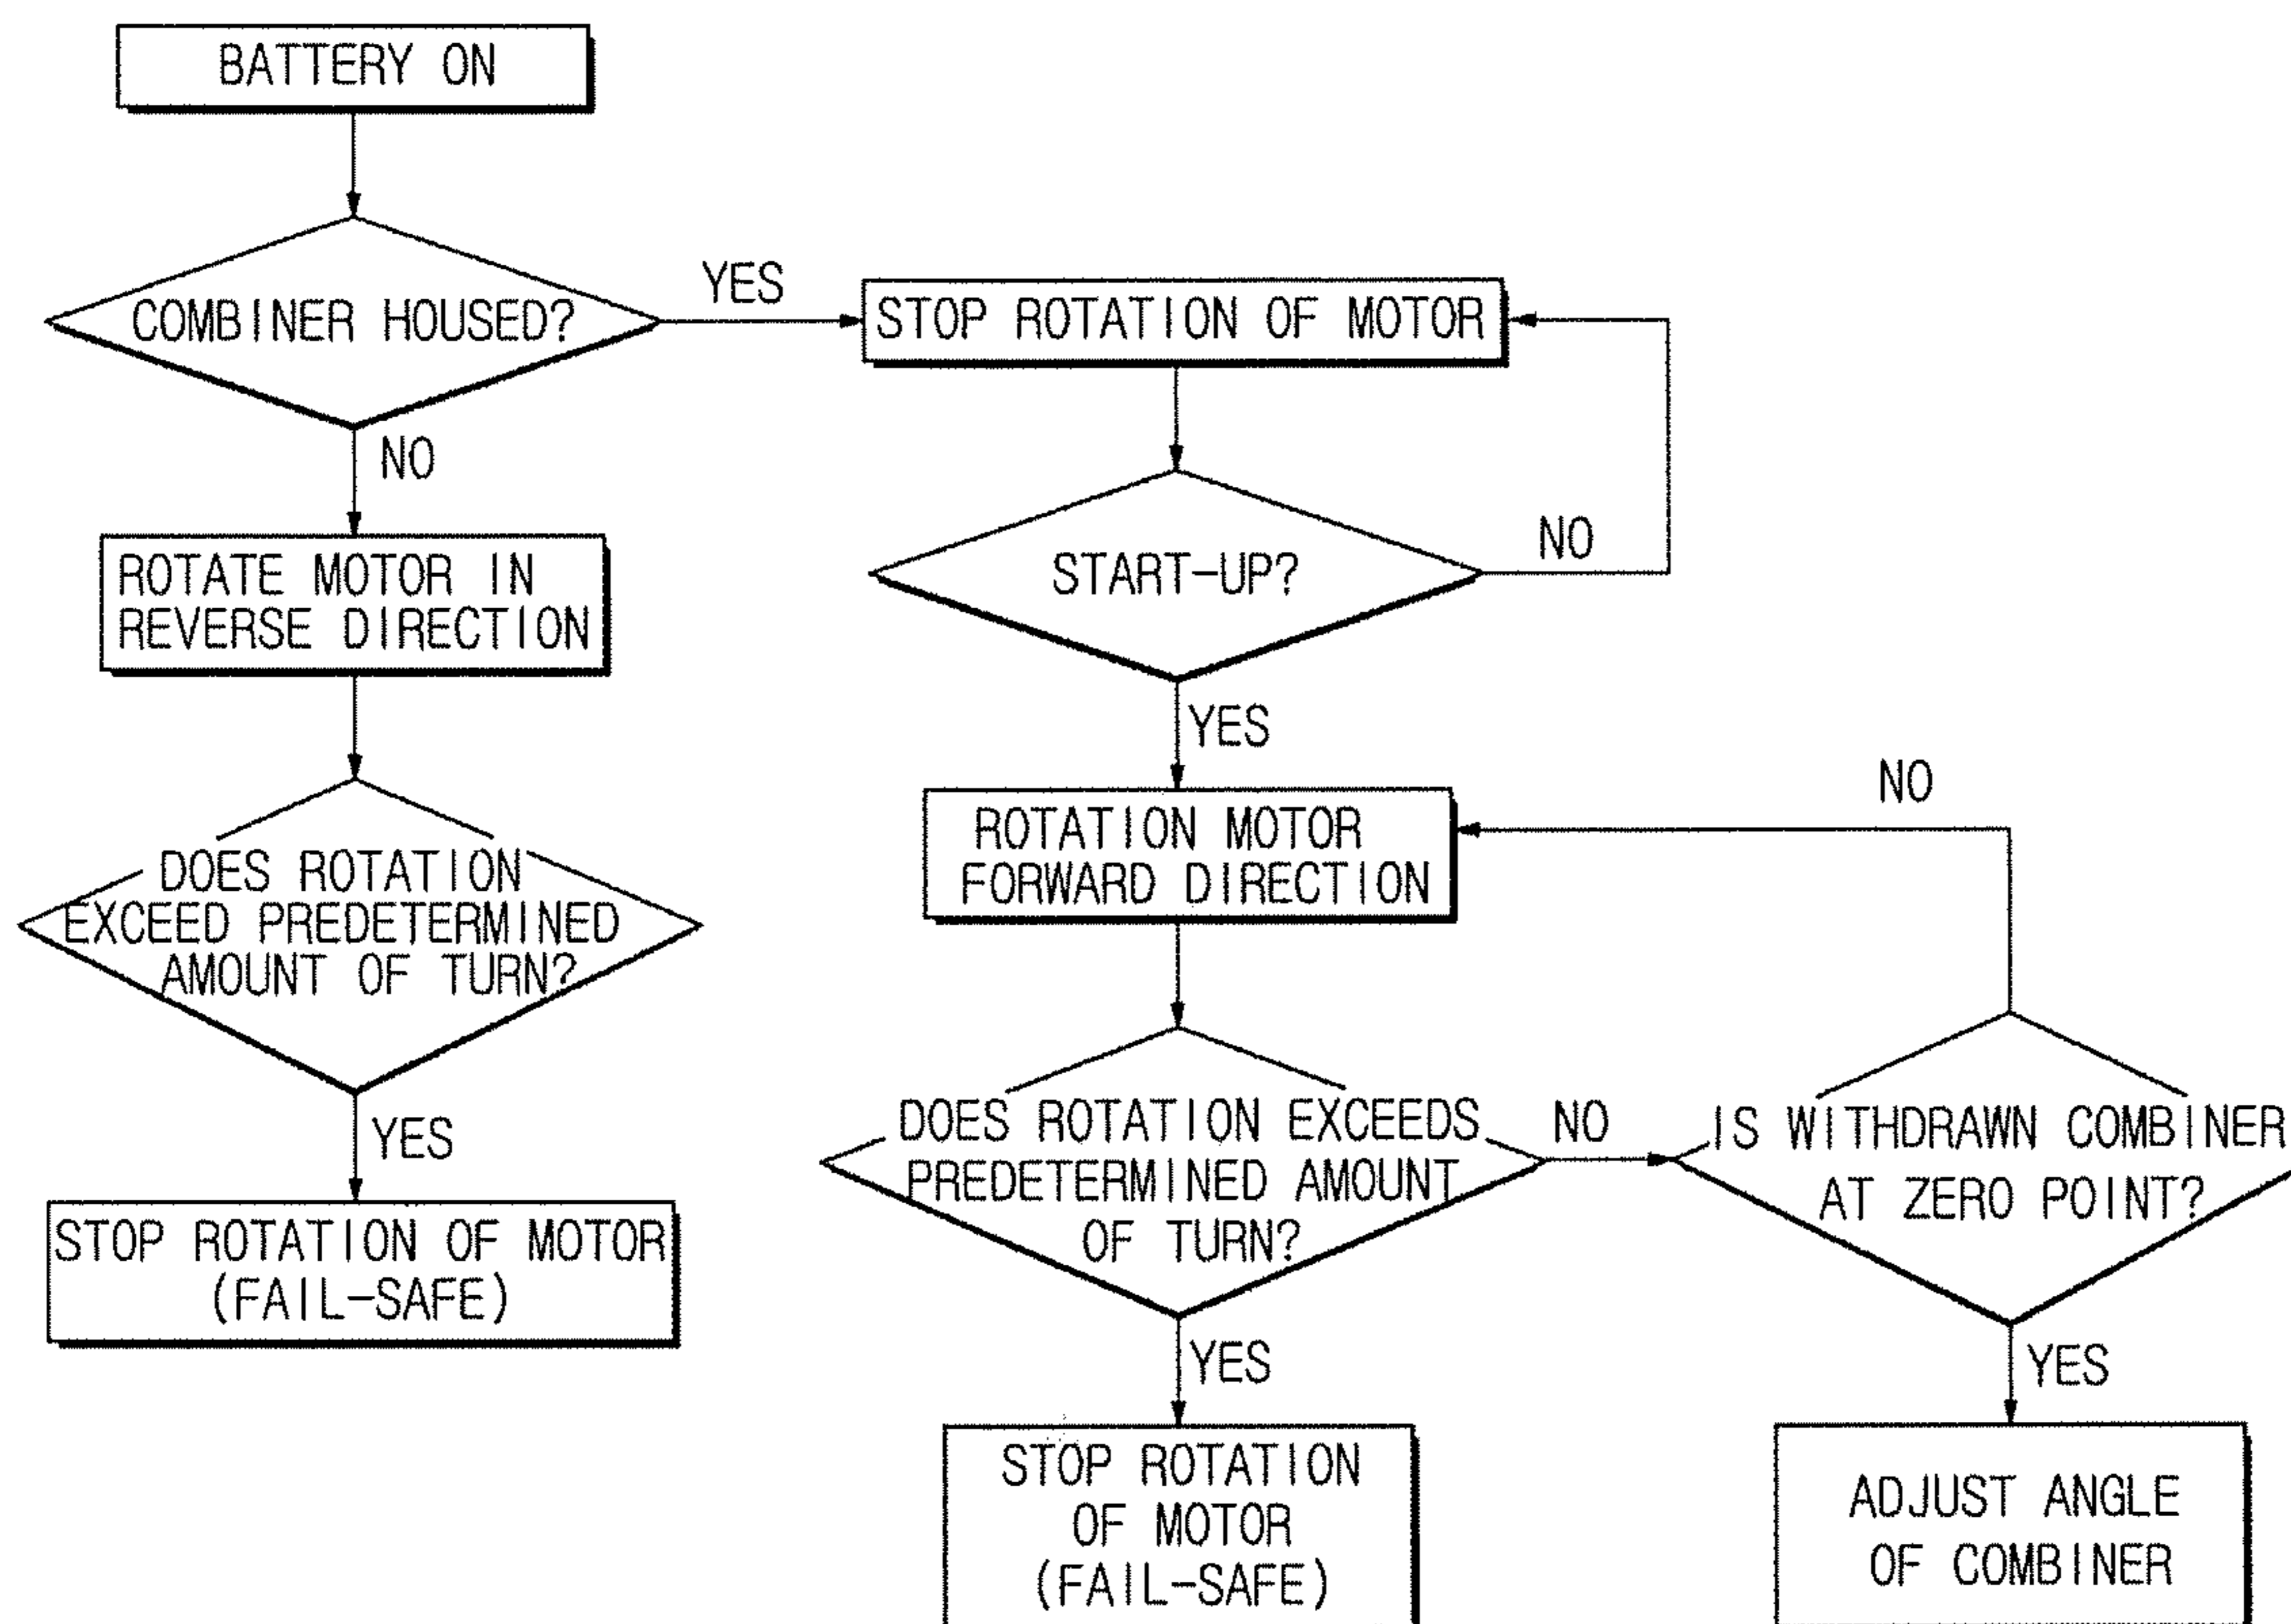 BATTERY ON
COMBINER HOUSED?
YES
STOP ROTATION OF MOTOR
NO
START-UP?
NO
ROTATE MOTOR IN
REVERSE DIRECTION
YES
NO
ROTATION MOTOR
FORWARD DIRECTION
DOES ROTATION
EXCEED PREDETERMINED
AMOUNT OF TURN?
YES
STOP ROTATION OF MOTOR
(FAIL-SAFE)
DOES ROTATION EXCEEDS
PREDETERMINED AMOUNT
OF TURN?
NO
IS WITHDRAWN COMBINER
AT ZERO POINT?
YES
YES
STOP ROTATION
OF MOTOR
(FAIL-SAFE)
ADJUST ANGLE
OF COMBINER